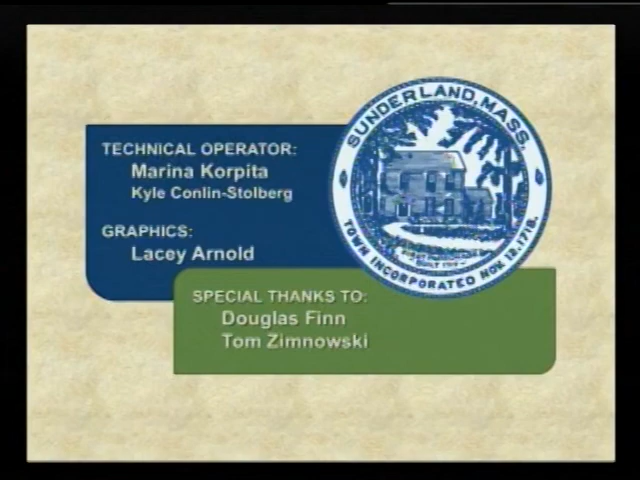 TECHNICAL OPERATOR:
Marina Korpita
Kyle Conlin-Stolberg
GRAPHICS:
Lacey Arnold
SPECIAL THANKS TO:
Douglas Finn
Tom Zimnowski
SUNDERLAND, MASS.
TOWN INCORPORATED NOV. 12, 1718.